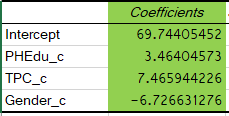 Coefficients
Intercept 69.74405452
PHEdu_c 3.46404573
TPC_c 7.465944226
Gender_c -6.726631276